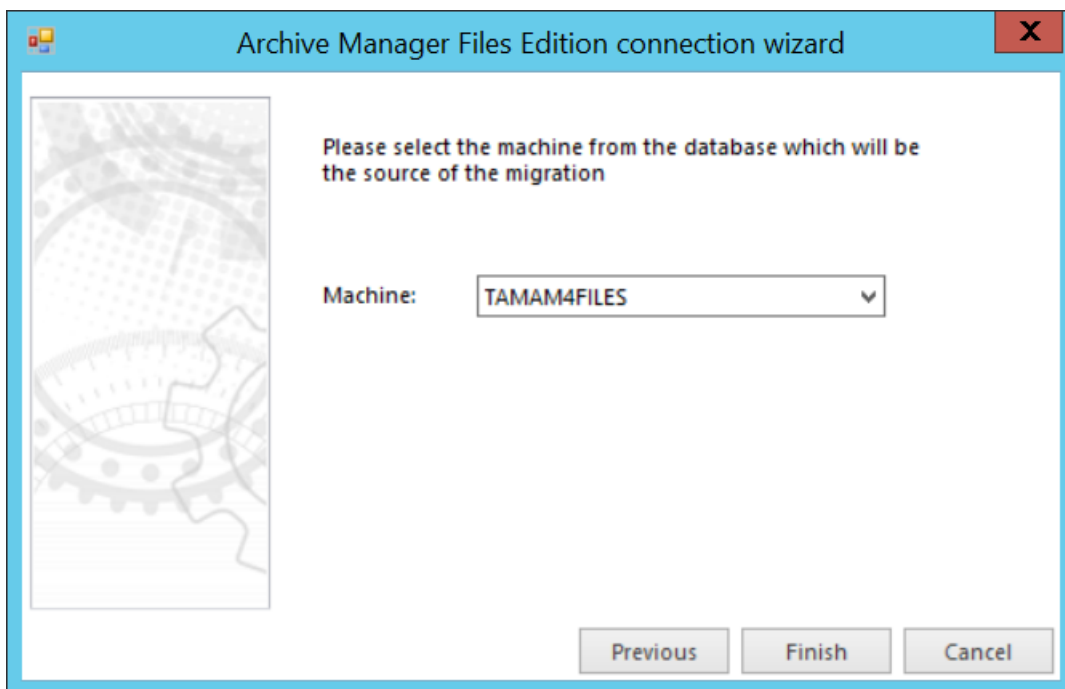 Archive Manager Files Edition connection wizard
X
Please select the machine from the database which will be
the source of the migration
Machine:
TAMAM4FILES
Previous
Finish
Cancel